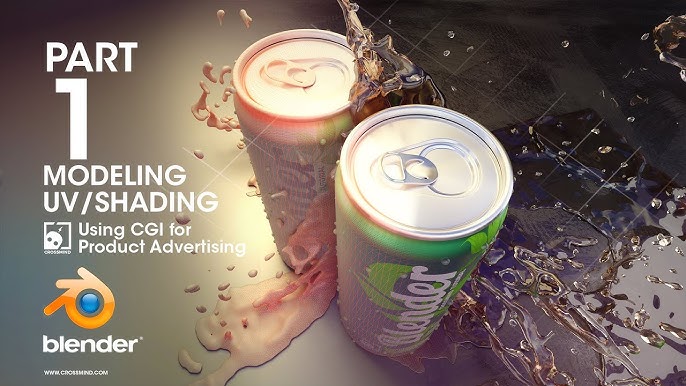 PART
1
MODELING
UV/SHADING
CROSSMIND
Using CGI for
Product Advertising
blender®
WWW.CROSSMIND.COM
Blender.